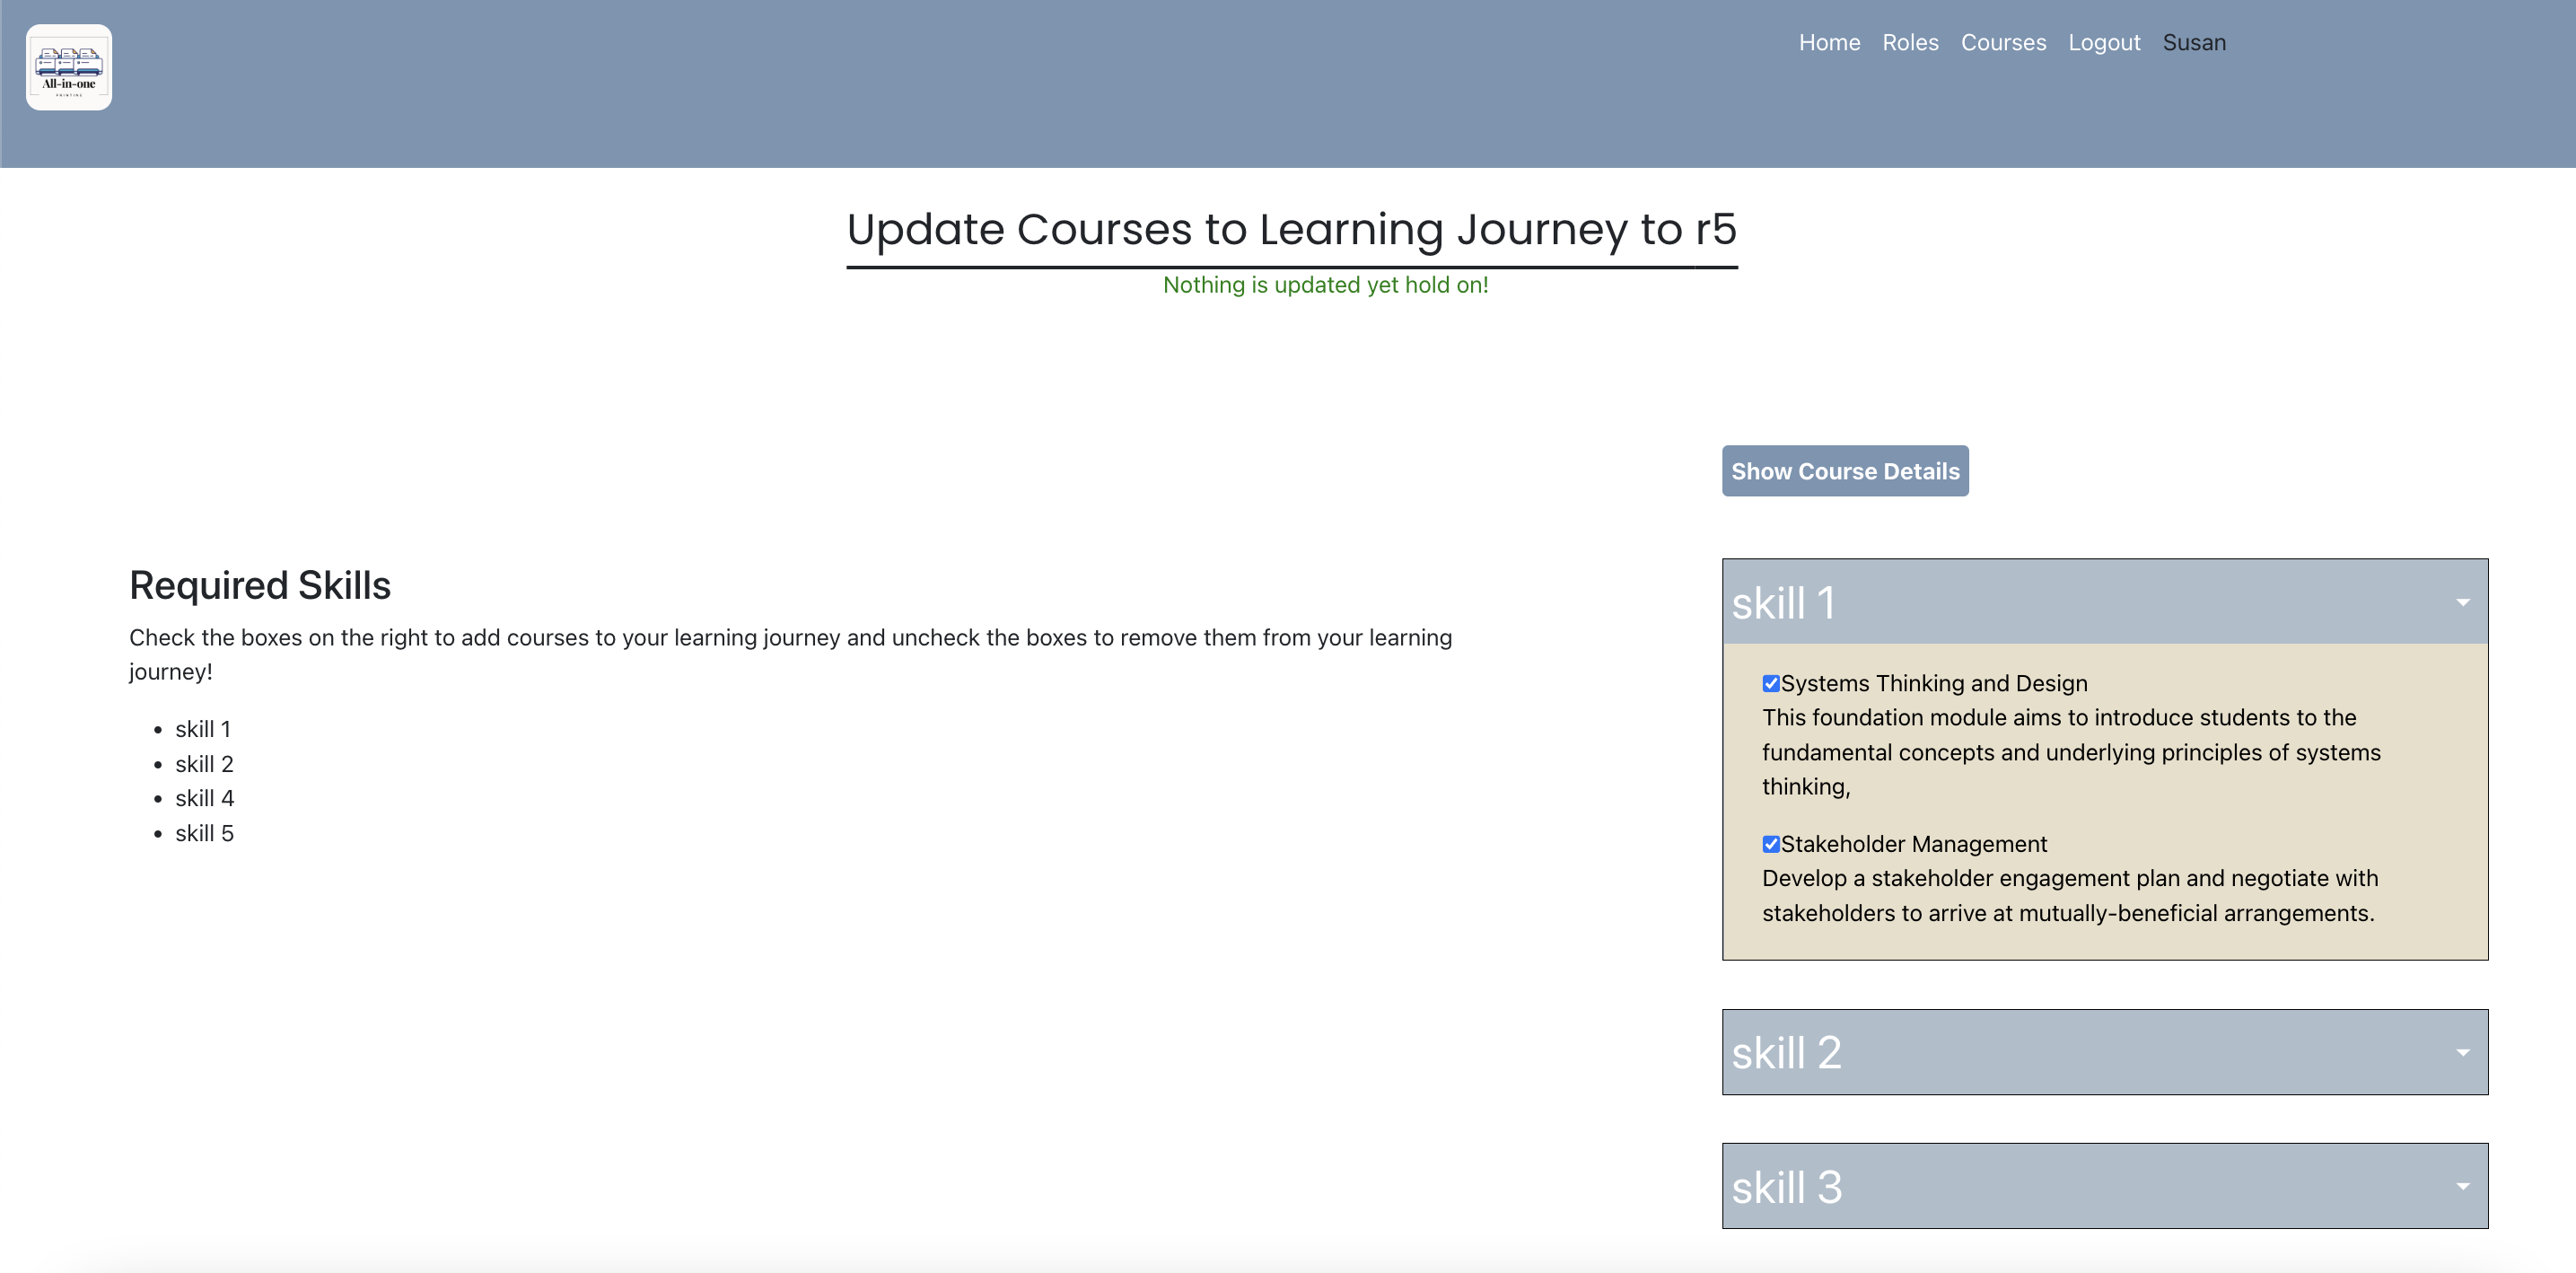 All-in-one
PRINTING
Home Roles Courses Logout Susan
Update Courses to Learning Journey to r5
Nothing is updated yet hold on!
Show Course Details
Required Skills
Check the boxes on the right to add courses to your learning journey and uncheck the boxes to remove them from your learning
journey!
skill 1
skill 2
skill 4
skill 5
skill 1
Systems Thinking and Design
This foundation module aims to introduce students to the
fundamental concepts and underlying principles of systems
thinking,
Stakeholder Management
Develop a stakeholder engagement plan and negotiate with
stakeholders to arrive at mutually-beneficial arrangements.
skill 2
skill 3